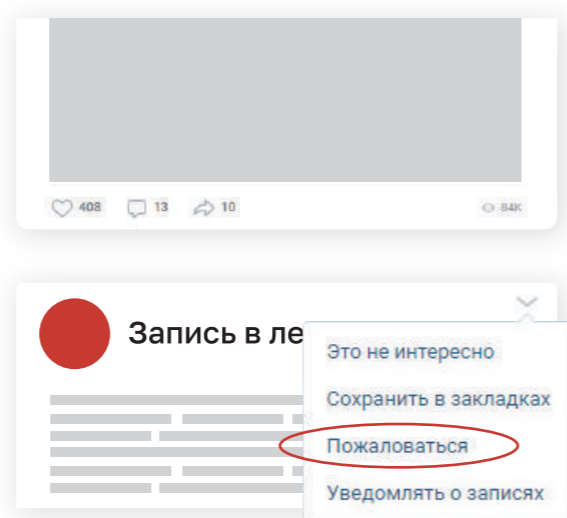 408 13 10 84K
Запись в ле
Это не интересно
Сохранить в закладках
Пожаловаться
Уведомлять о записях